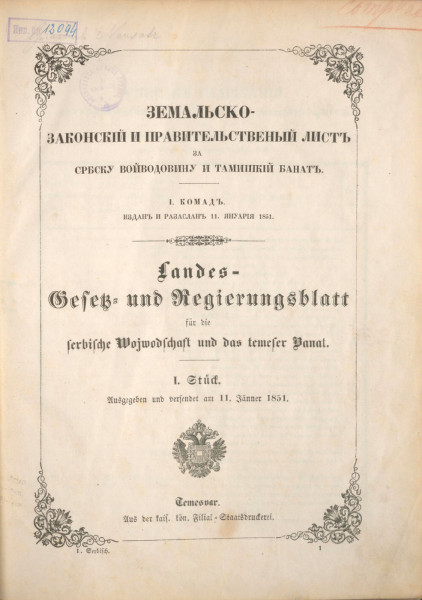 13094
ЗЕМАЛЬСКО-
ЗАКОНСКІЙ И ПРАВИТЕЛЬСТВЕНЫЙ ЛИСТЪ
ЗА
СРБСКУ ВОЙВОДОВИНУ И ТАМИШКІЙ БАНАТЪ.
I. КОМАДЪ.
ИЗДАНЪ И РАЗАСЛАНЪ 11. ЯНУАРІЯ 1851.
Landes-
Gesetz- und Regierungsblatt
für die
serbische Wojwodschaft und das temeser Banat.
I. Stück.
Ausgegeben und versendet am 11. Jänner 1851.
Temesvar.
Aus der kais. kön. Filial-Staatsdruckerei.
I. Serbisch.
1